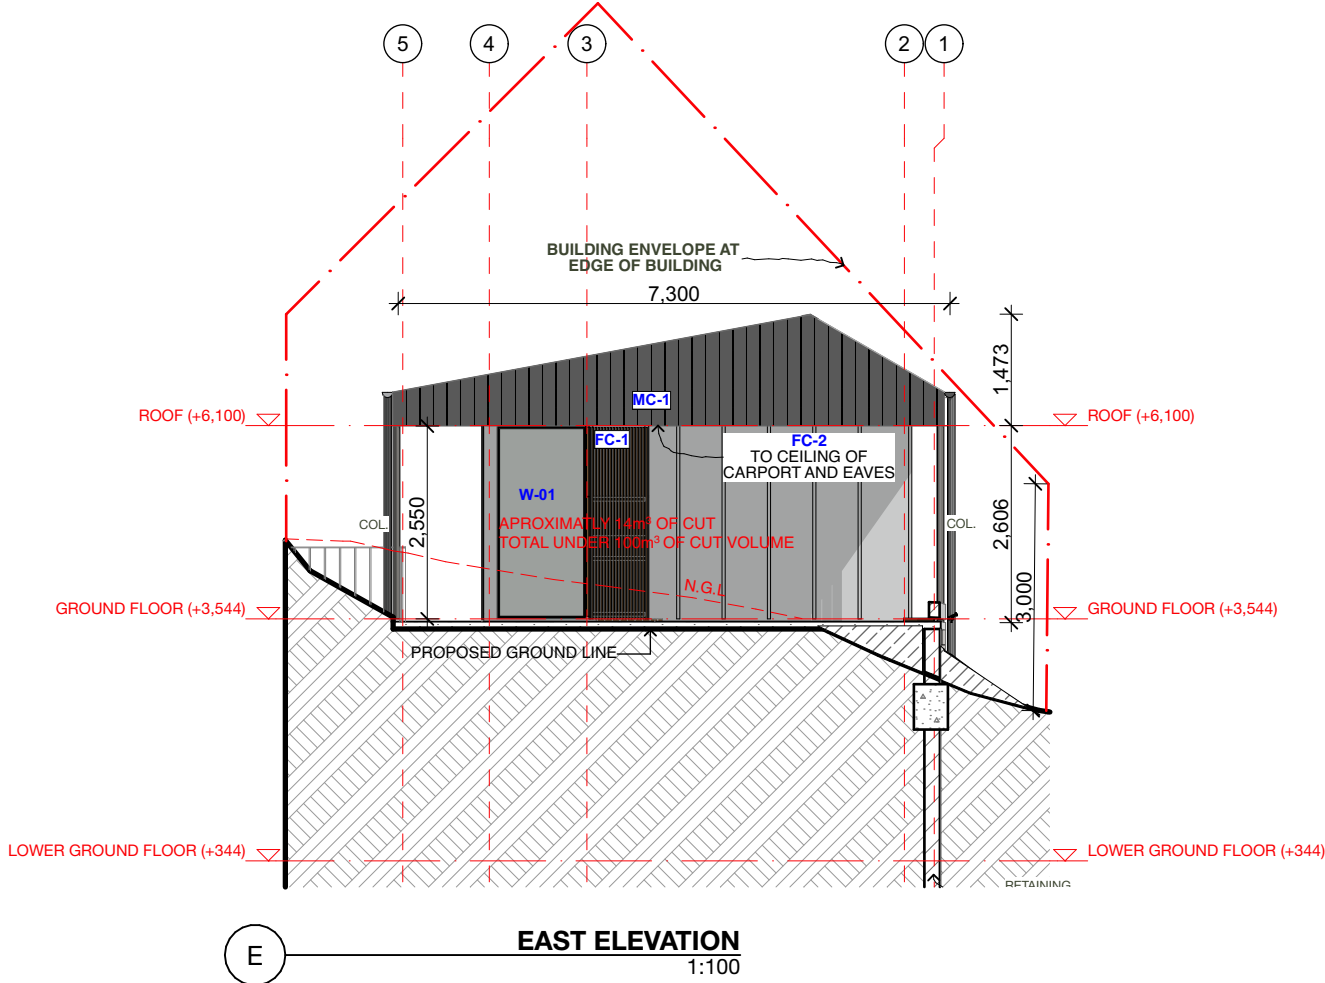 5 4 3 2 1
BUILDING ENVELOPE AT
EDGE OF BUILDING
7,300
1,473
MC-1
ROOF (+6,100)
ROOF (+6,100)
FC-1
FC-2
TO CEILING OF
CARPORT AND EAVES
W-01
2,550
COL.
COL.
2,606
APROXIMATLY 14m³ OF CUT
TOTAL UNDER 100m³ OF CUT VOLUME
N.G.L
3,000
GROUND FLOOR (+3,544)
GROUND FLOOR (+3,544)
PROPOSED GROUND LINE
LOWER GROUND FLOOR (+344)
LOWER GROUND FLOOR (+344)
RETAINING
E
EAST ELEVATION
1:100